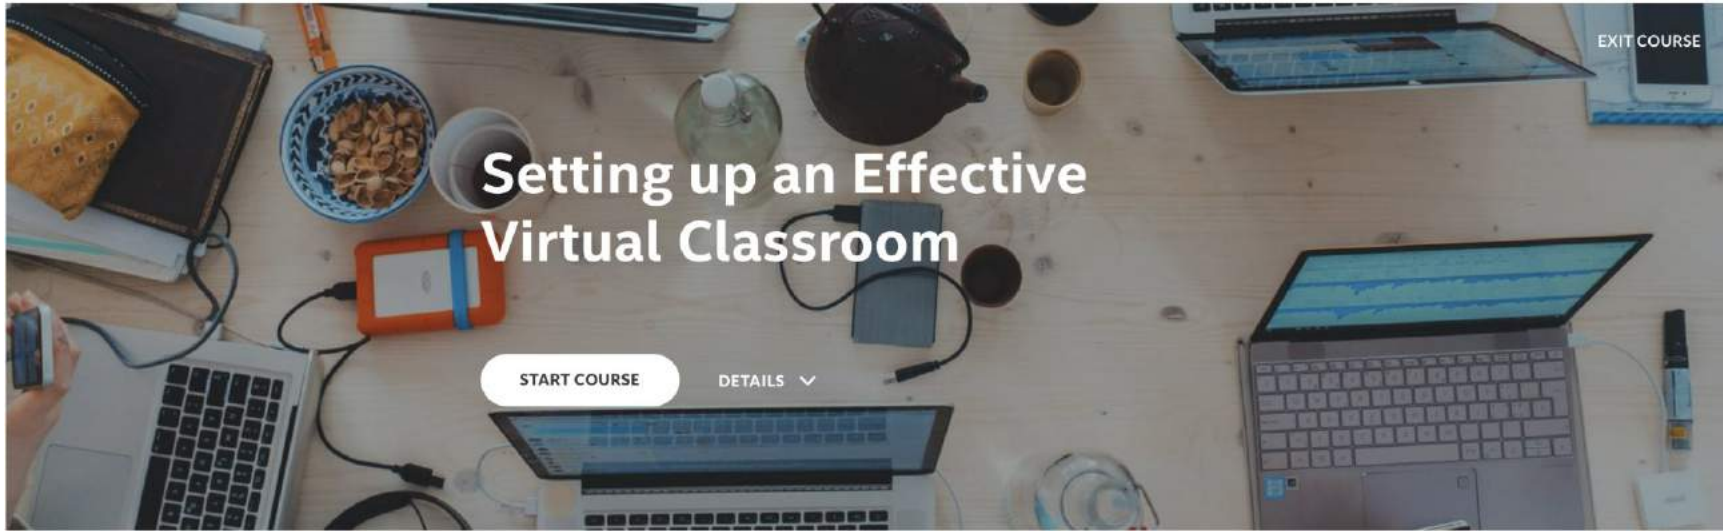 EXIT COURSE
Setting up an Effective
Virtual Classroom
START COURSE
DETAILS